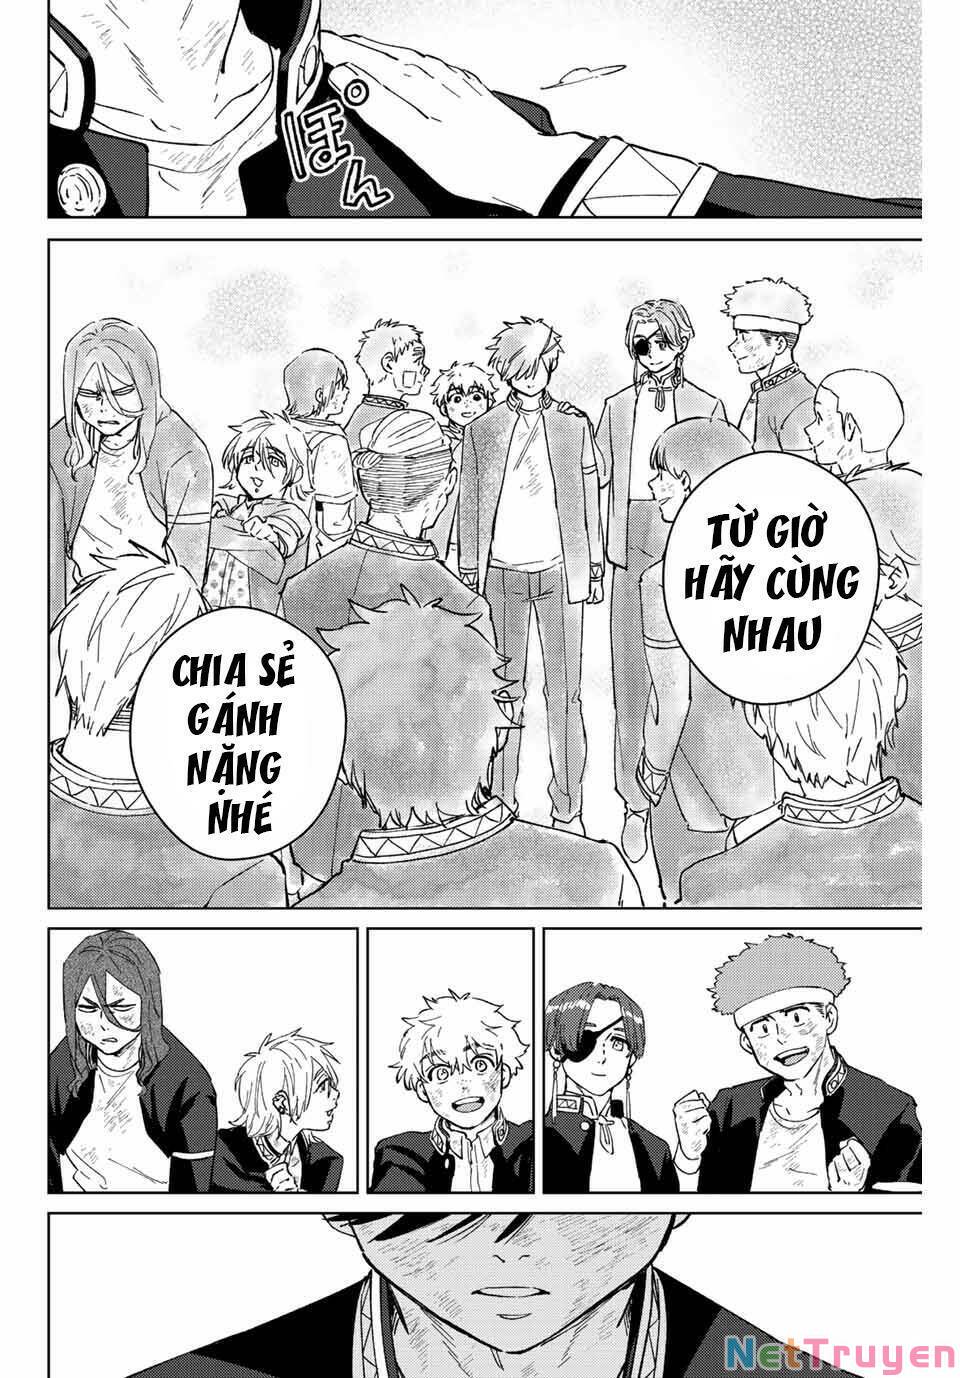 ぽん
TỪ GIỜ
HÃY CÙNG
NHAU
CHIA SẺ
GÁNH
NẶNG
NHÉ
NetTruyen